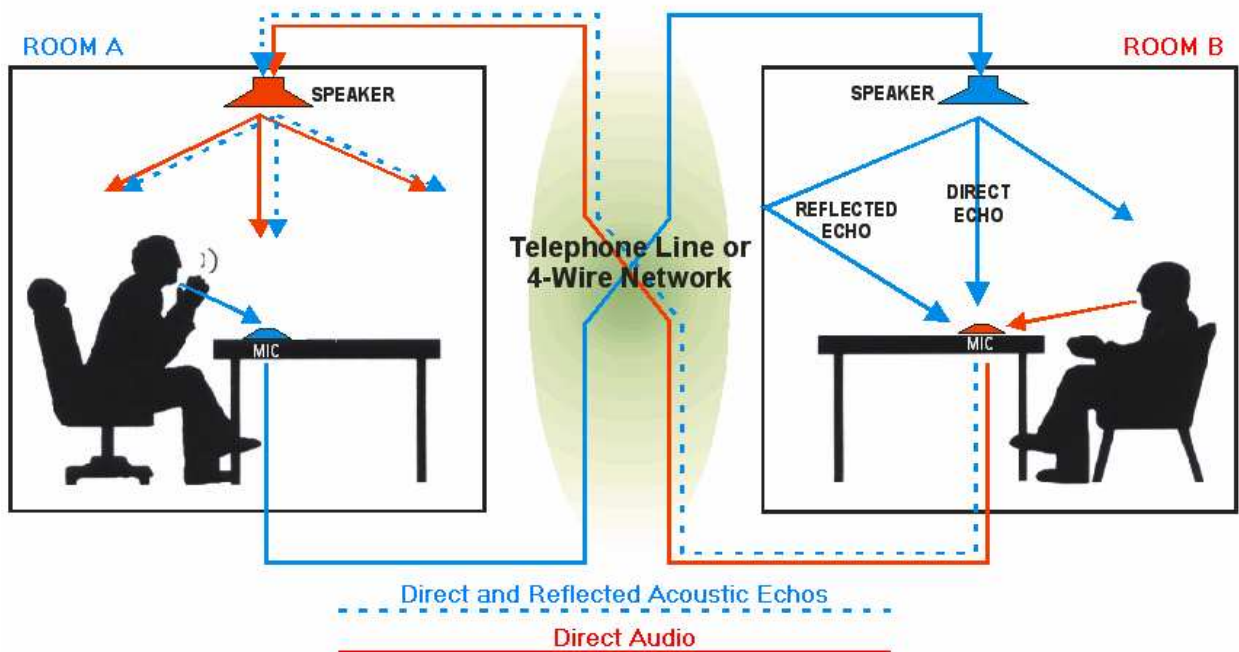 ROOM A
ROOM B
SPEAKER
SPEAKER
REFLECTED
ECHO
DIRECT
ECHO
Telephone Line or
4-Wire Network
MIC
MIC
Direct and Reflected Acoustic Echos
Direct Audio